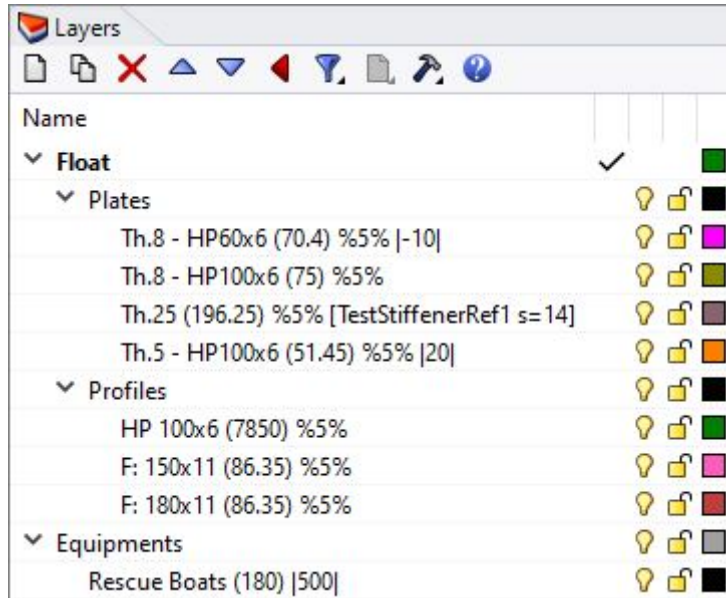 Layers
Name
Float
Plates
Th.8 - HP60x6 (70.4) %5% |-10|
Th.8 - HP100x6 (75) %5%
Th.25 (196.25) %5% [TestStiffenerRef1 s=14]
Th.5 - HP100x6 (51.45) %5% |20|
Profiles
HP 100x6 (7850) %5%
F: 150x11 (86.35) %5%
F: 180x11 (86.35) %5%
Equipments
Rescue Boats (180) |500|